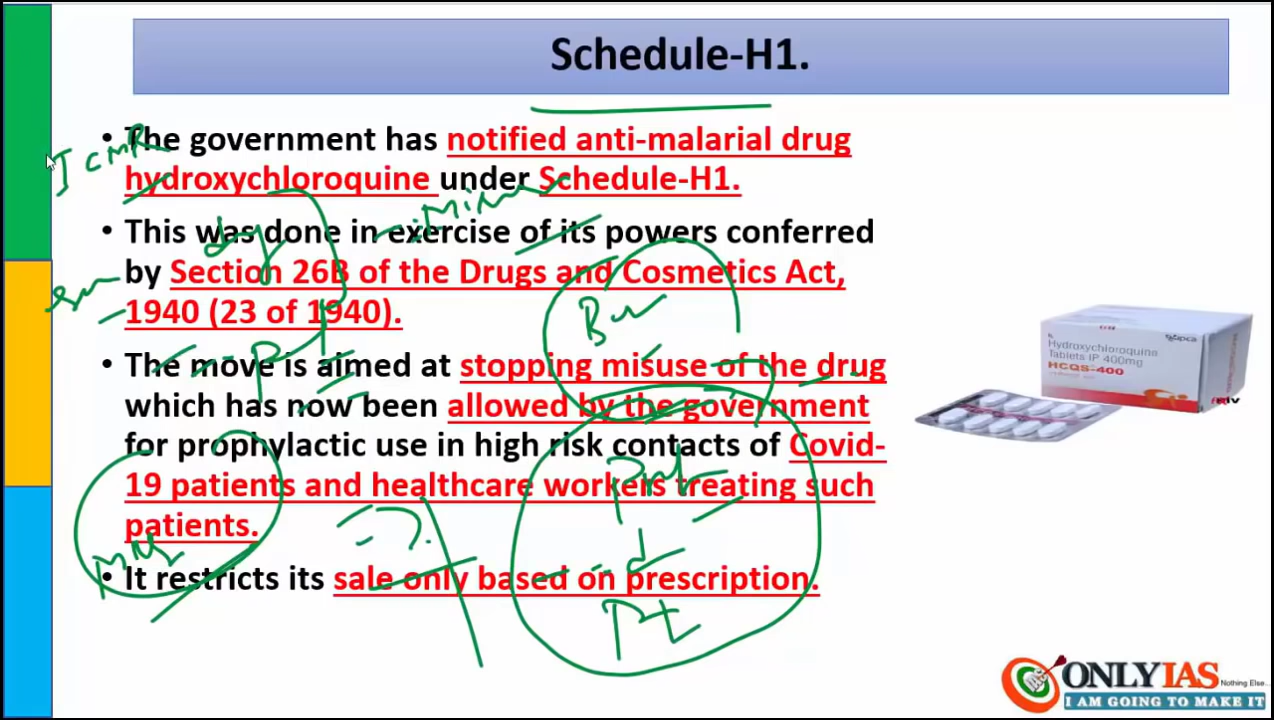 Schedule-H1.
• The government has notified anti-malarial drug
hydroxychloroquine under Schedule-H1.
• This was done in exercise of its powers conferred
by Section 26B of the Drugs and Cosmetics Act,
1940 (23 of 1940).
• The move is aimed at stopping misuse of the drug
which has now been allowed by the government
for prophylactic use in high risk contacts of Covid-
19 patients and healthcare workers treating such
patients.
• It restricts its sale only based on prescription.
ICMR
Hydroxychloroquine
Tablets IP 400mg
HCQS-400
ONLYIAS
Nothing Else..
I AM GOING TO MAKE IT